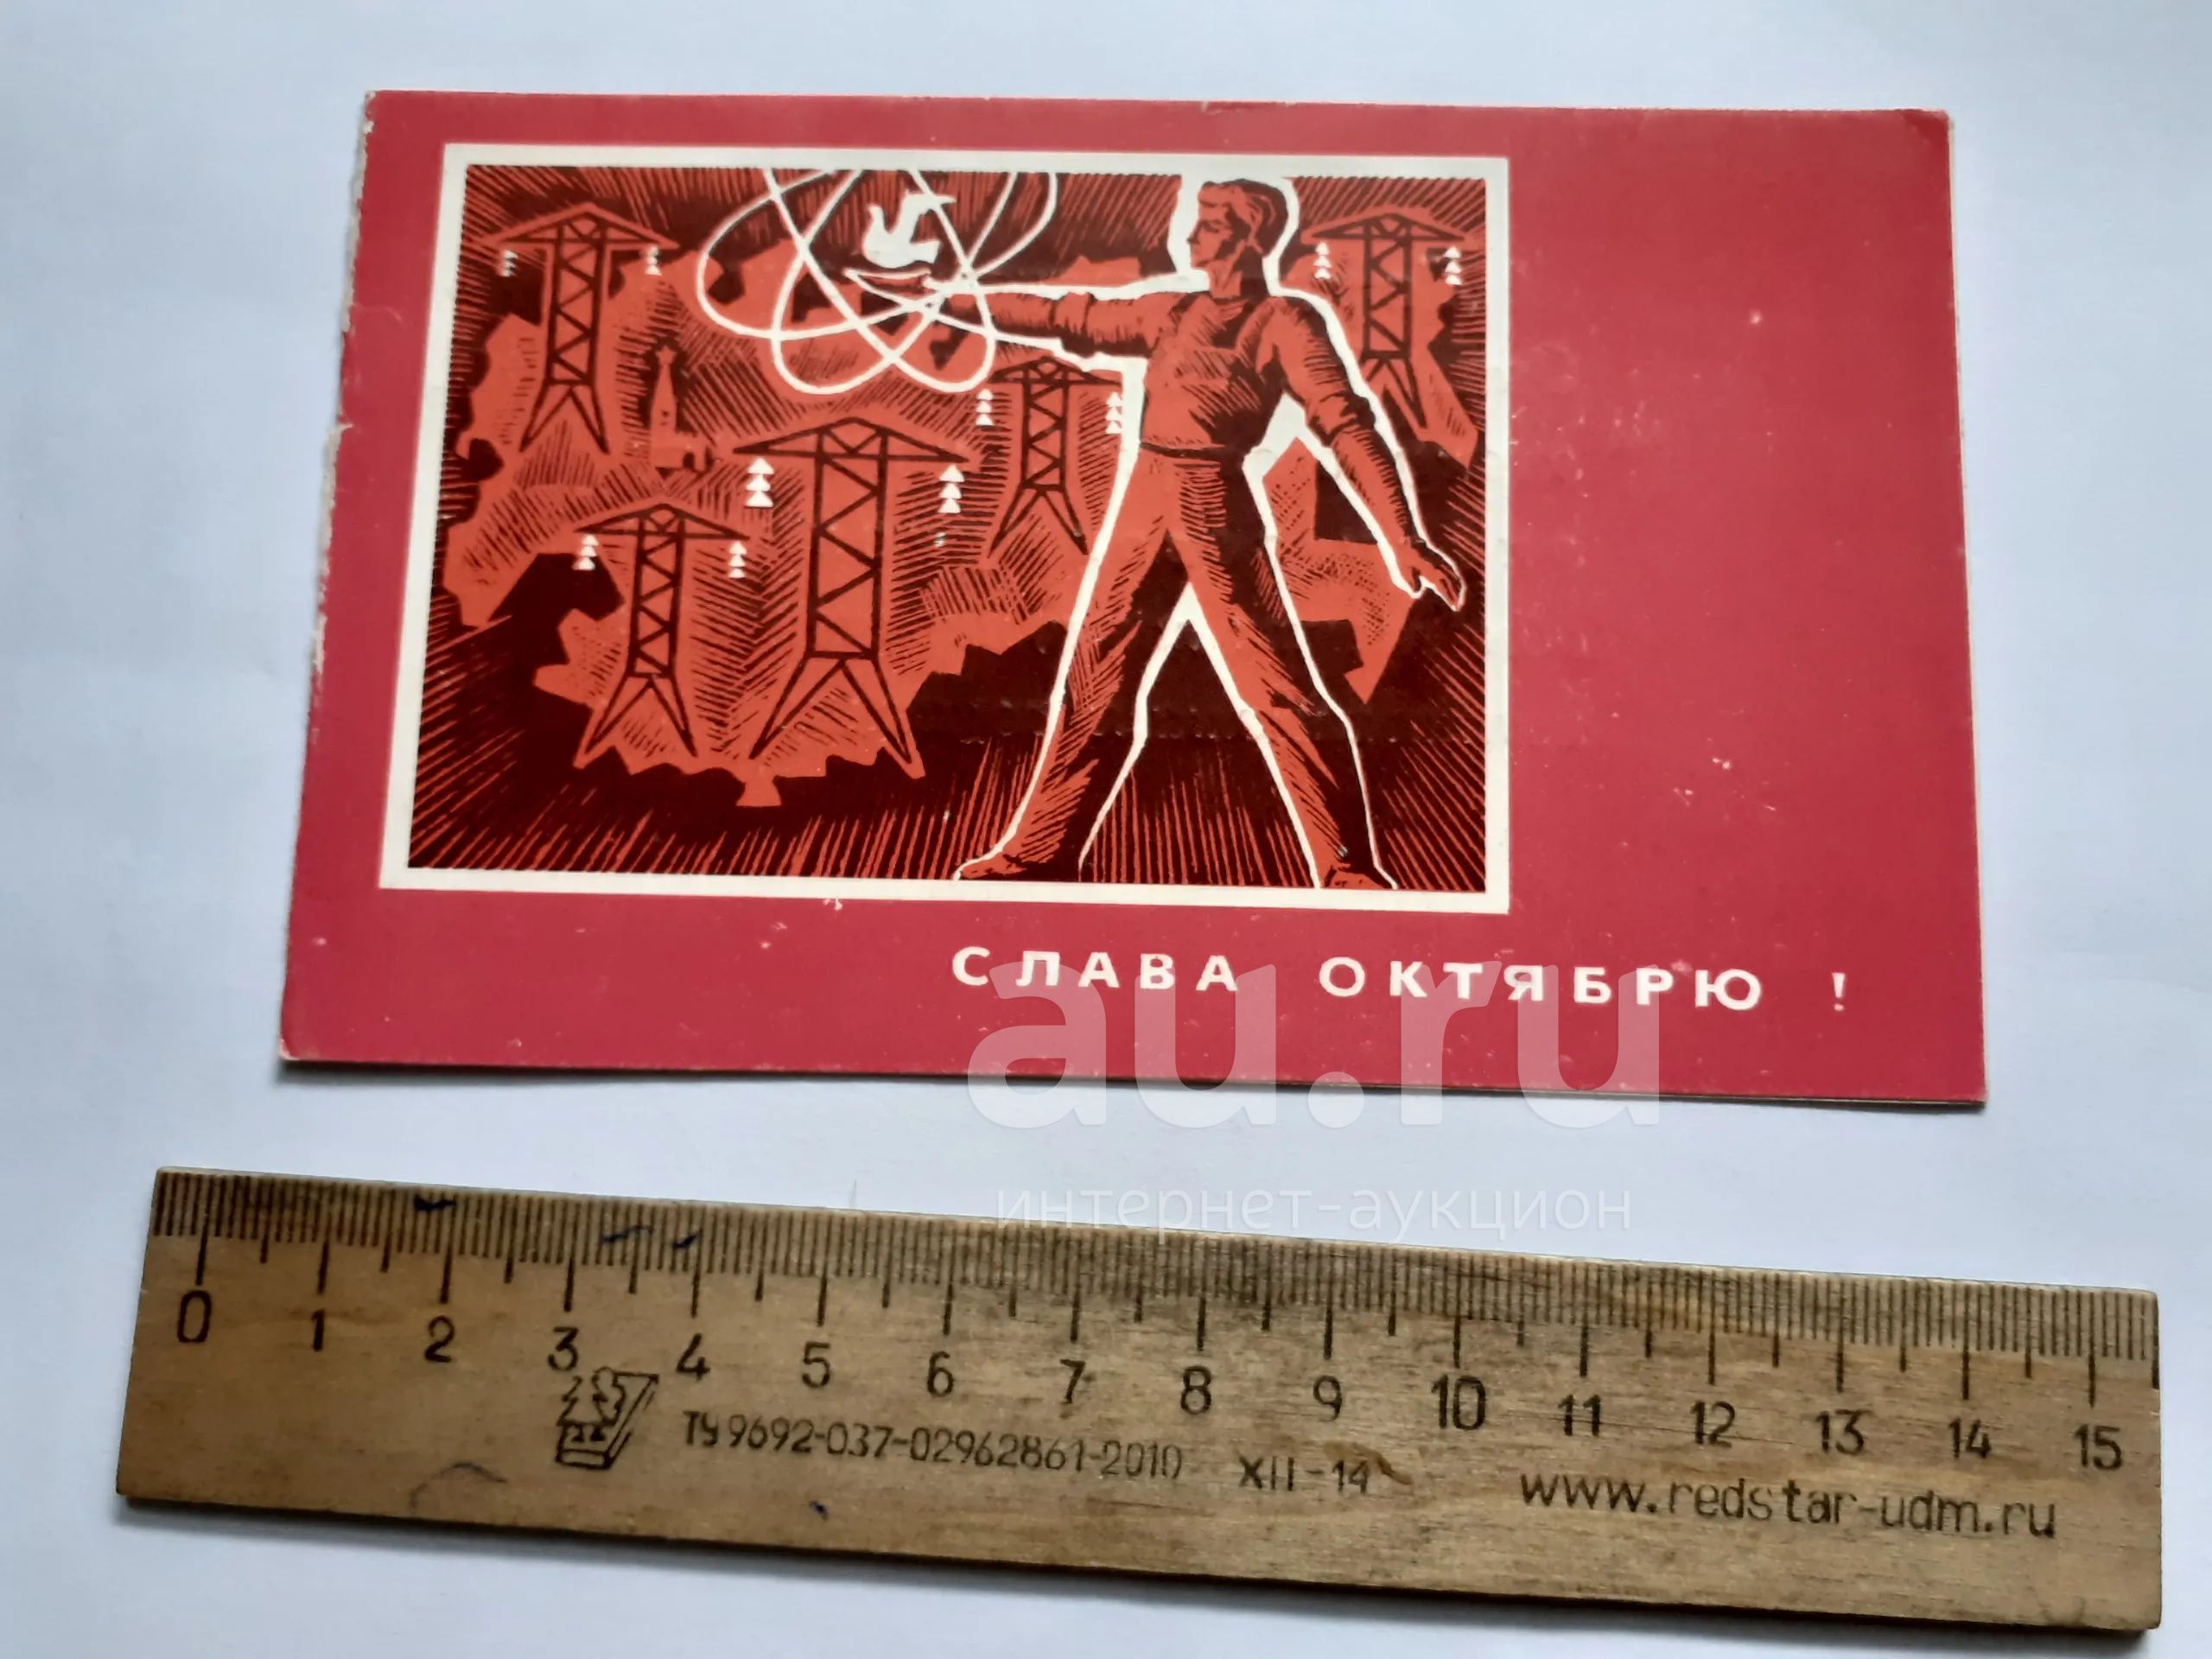 СЛАВА ОКТЯБРЮ !
au.ru
интернет-аукцион
0 1 2 3 4 5 6 7 8 9 10 11 12 13 14 15
ТУ 9692-037-02962861-2010 XII-14
www.redstar-udm.ru